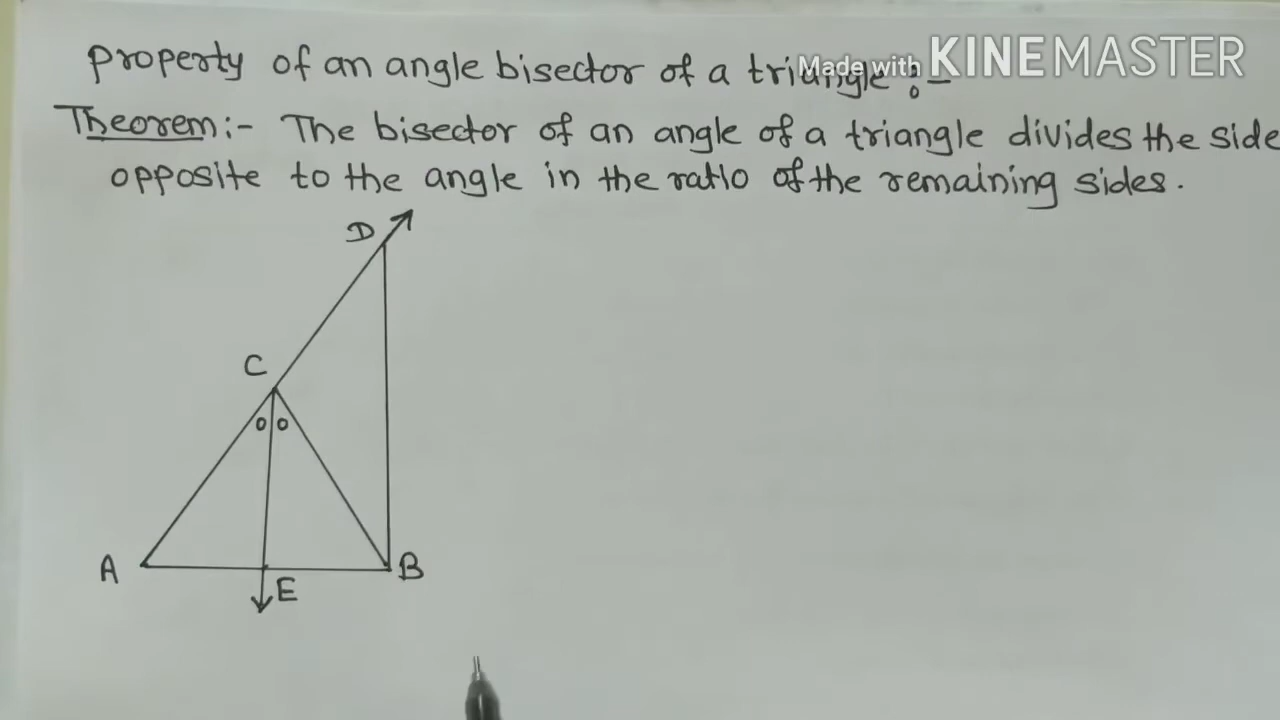 property of an angle bisector of a triangle :-
Made with KINEMASTER
Theorem:- The bisector of an angle of a triangle divides the side
opposite to the angle in the ratio of the remaining sides.
D
C
o o
A
B
E